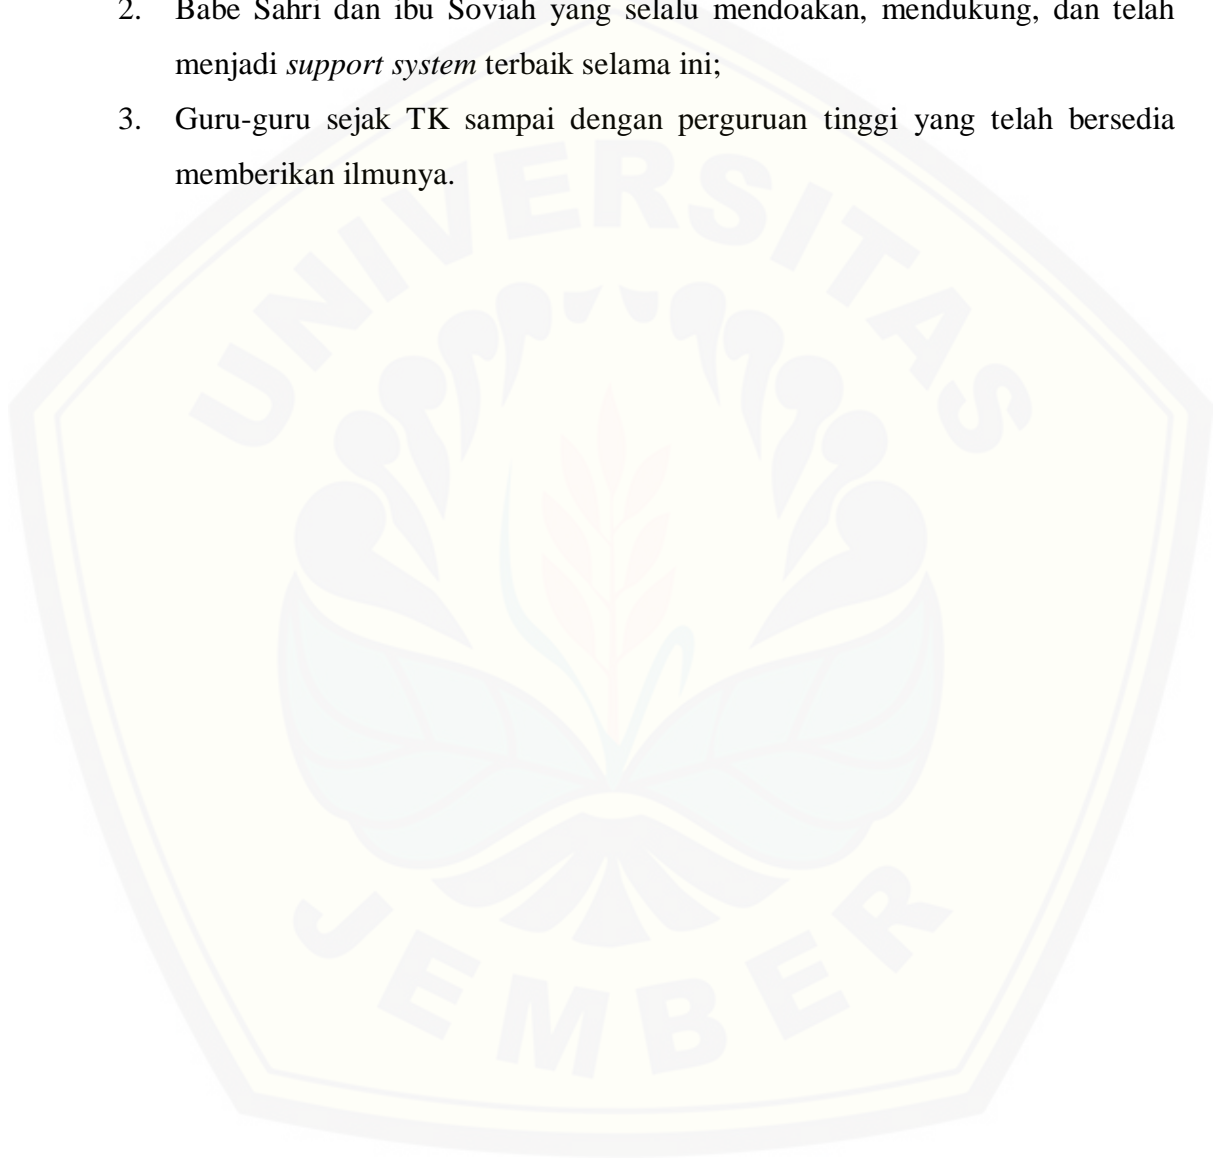 2. Babe Sahri dan ibu Soviah yang selalu mendoakan, mendukung, dan telah
menjadi support system terbaik selama ini;
3. Guru-guru sejak TK sampai dengan perguruan tinggi yang telah bersedia
memberikan ilmunya.
UNIVERSITAS
JEMBER